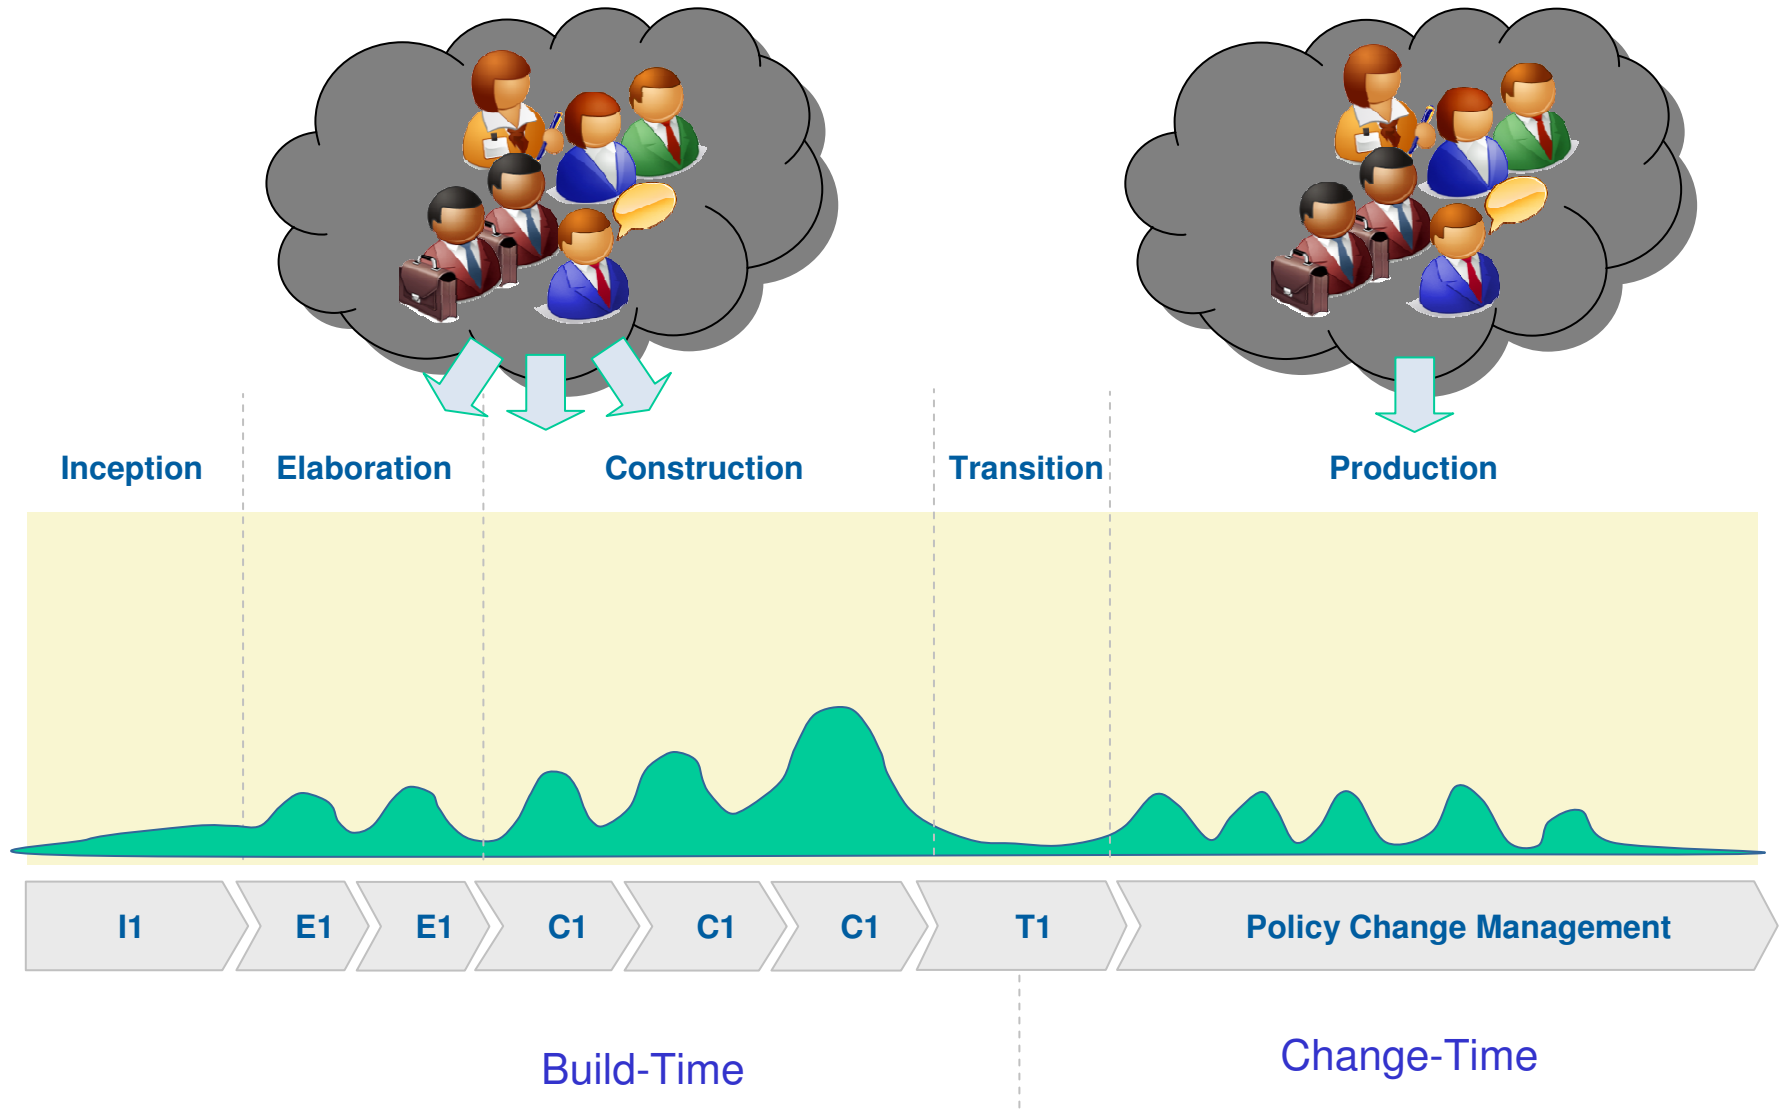 Inception
Elaboration
Construction
Transition
Production
I1
E1
E1
C1
C1
C1
T1
Policy Change Management
Build-Time
Change-Time